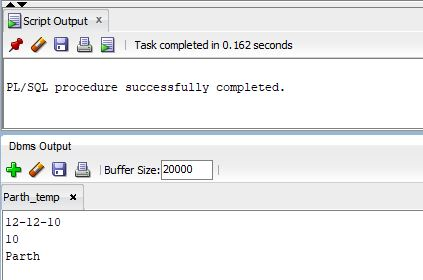 Script Output x
Task completed in 0.162 seconds
PL/SQL procedure successfully completed.
Dbms Output
Buffer Size: 20000
Parth_temp x
12-12-10
10
Parth